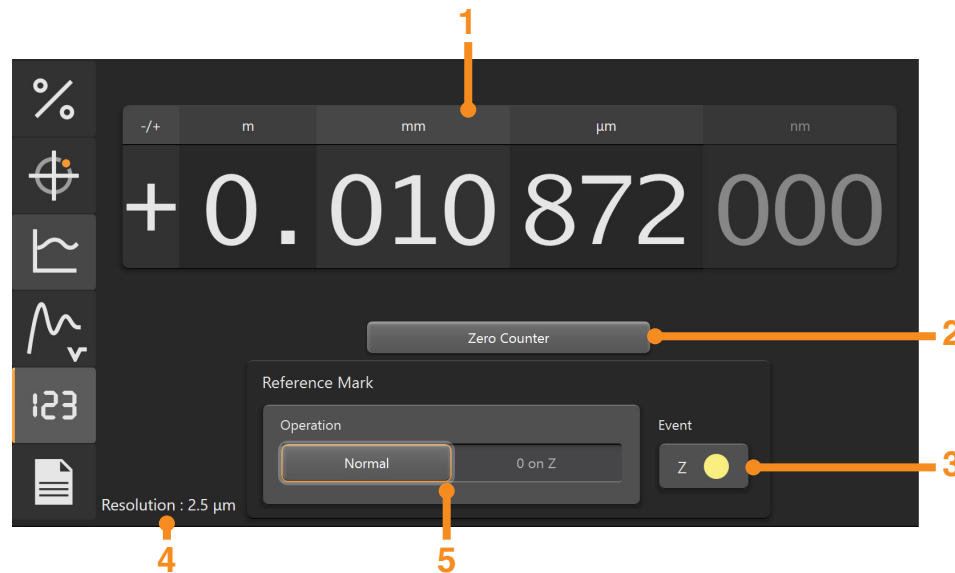 1
-/+ m mm µm nm
+ 0. 010 872 000
Zero Counter
2
Reference Mark
123
Operation
Event
Normal
0 on Z
Z
3
Resolution : 2.5 µm
4
5